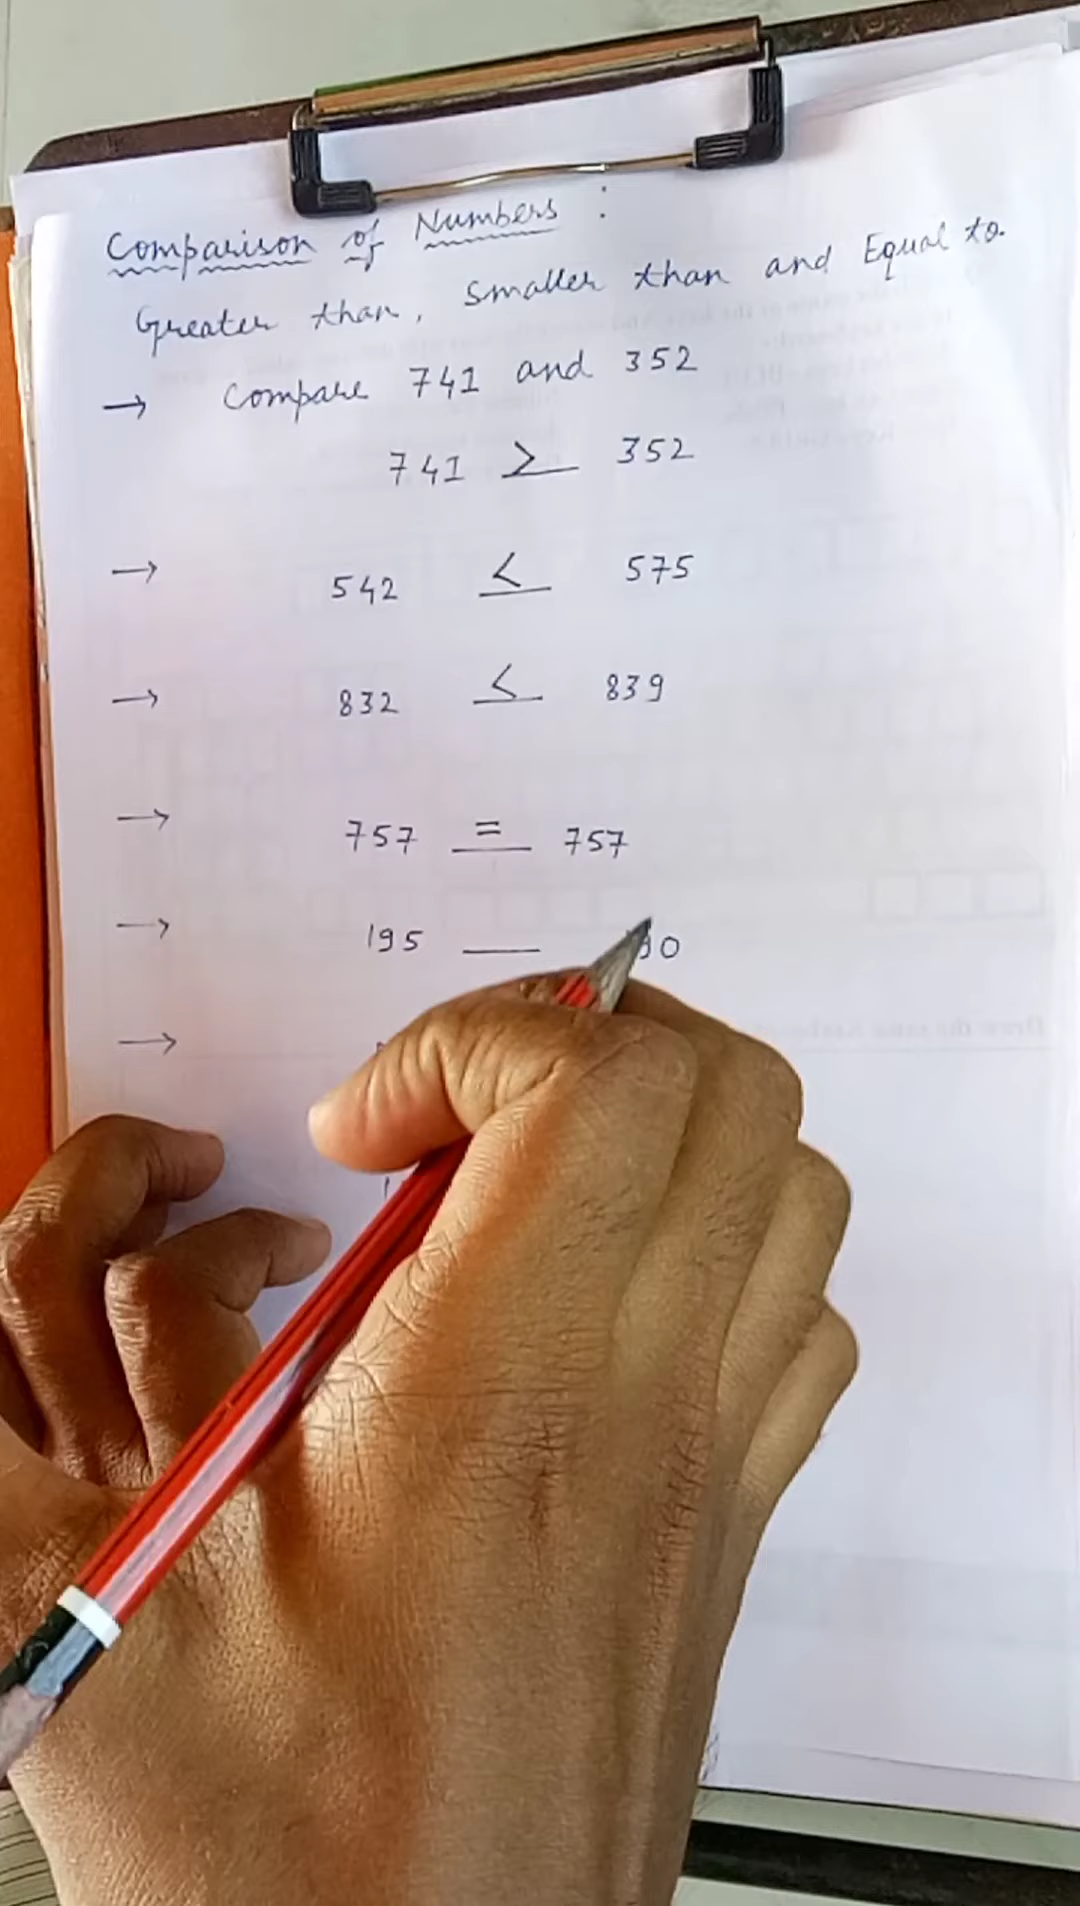 Comparison of Numbers :
Greater than, Smaller than and Equal to.
→ Compare 741 and 352
741 > 352
→ 542 < 575
→ 832 < 839
→ 757 = 757
→ 195 __
→